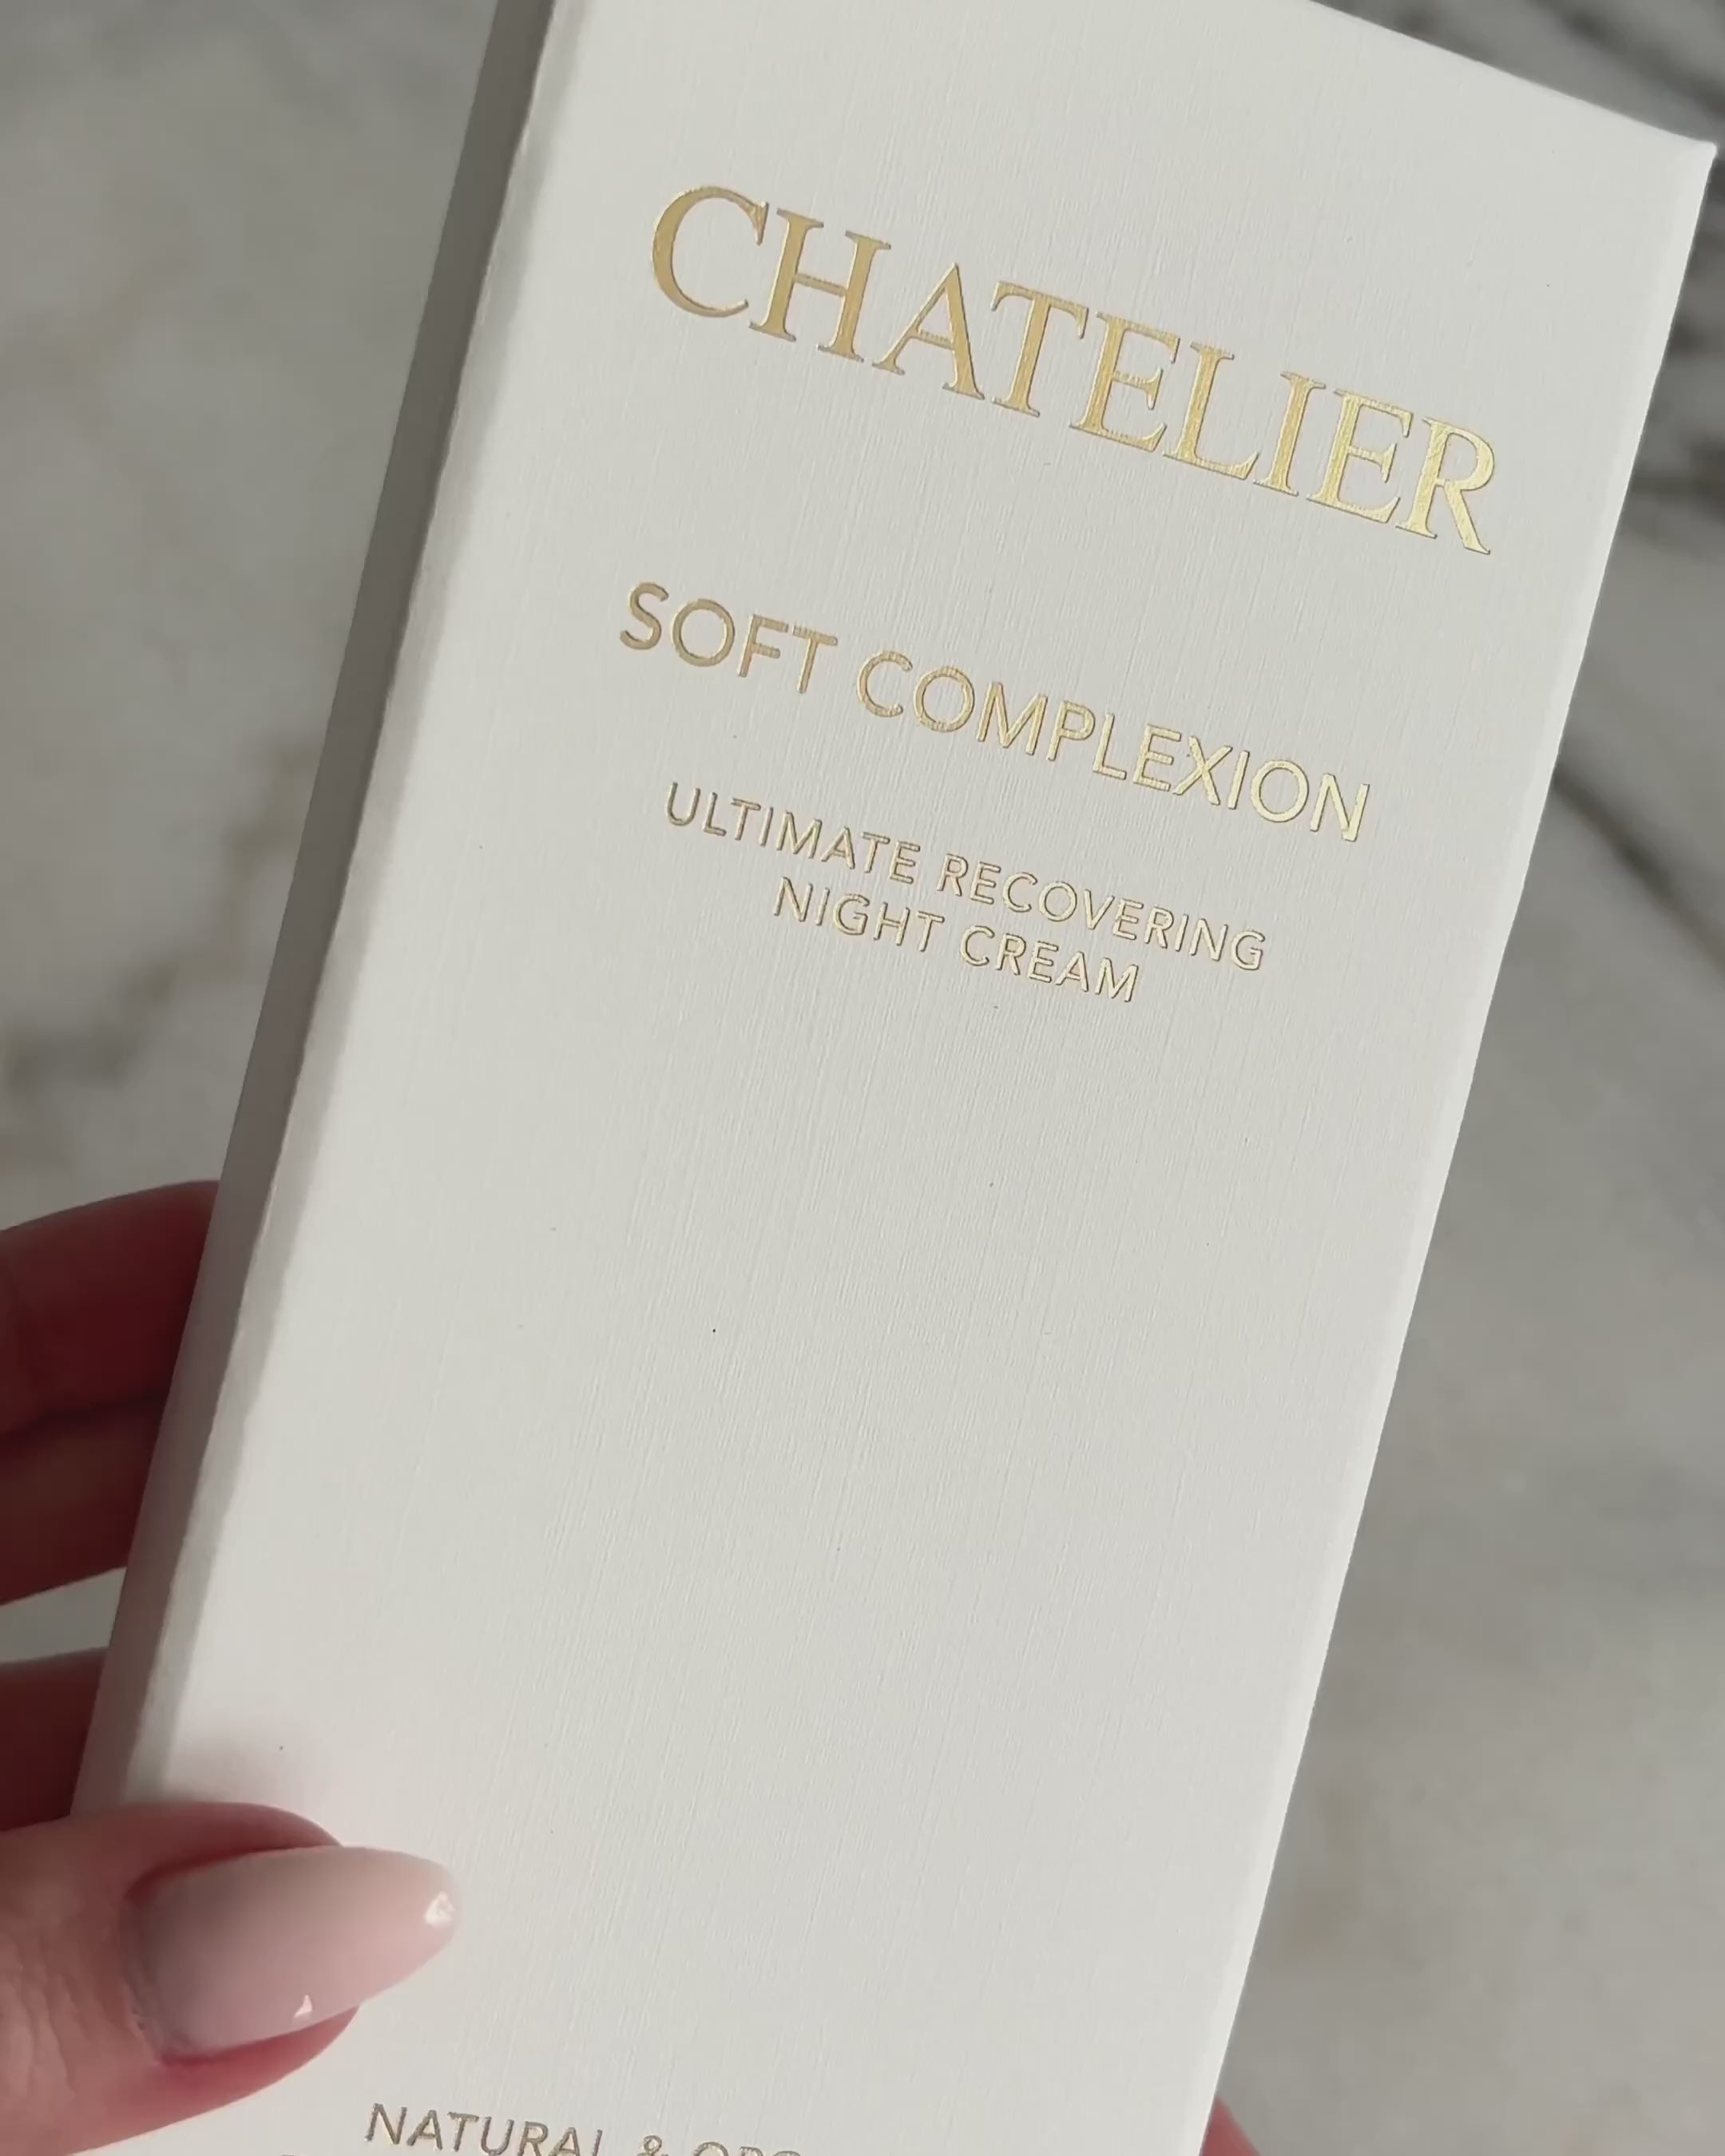 CHATELIER
SOFT COMPLEXION
ULTIMATE RECOVERING
NIGHT CREAM
NATURAL &